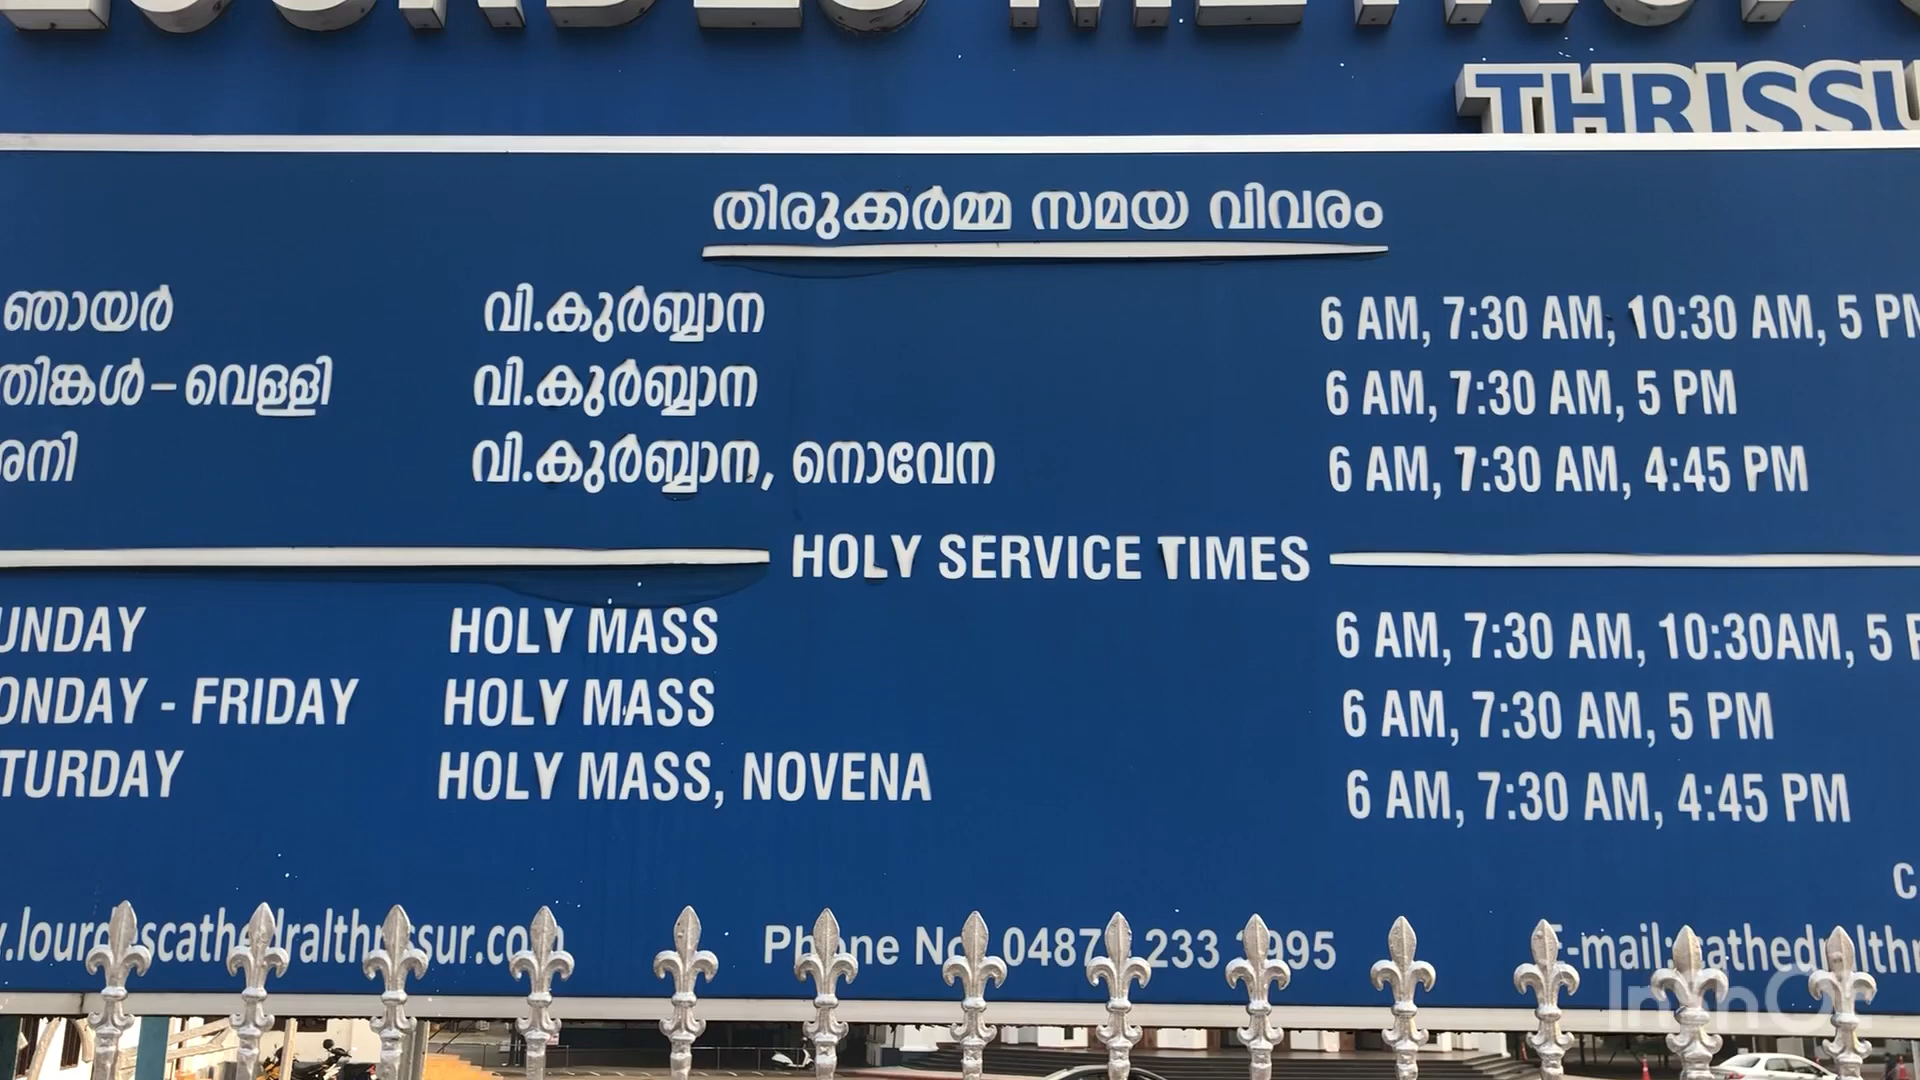 LOURDES METROP
THRISSU
തിരുക്കർമ്മ സമയ വിവരം
ഞായർ വി.കുർബ്ബാന 6 AM, 7:30 AM, 10:30 AM, 5 PM
തിങ്കൾ-വെള്ളി വി.കുർബ്ബാന 6 AM, 7:30 AM, 5 PM
ശനി വി.കുർബ്ബാന, നൊവേന 6 AM, 7:30 AM, 4:45 PM
HOLY SERVICE TIMES
UNDAY HOLY MASS 6 AM, 7:30 AM, 10:30AM, 5 P
ONDAY - FRIDAY HOLY MASS 6 AM, 7:30 AM, 5 PM
TURDAY HOLY MASS, NOVENA 6 AM, 7:30 AM, 4:45 PM
.lourdescathedralthrissur.com Phone No. 0487 233 E-mail:cathedralthr